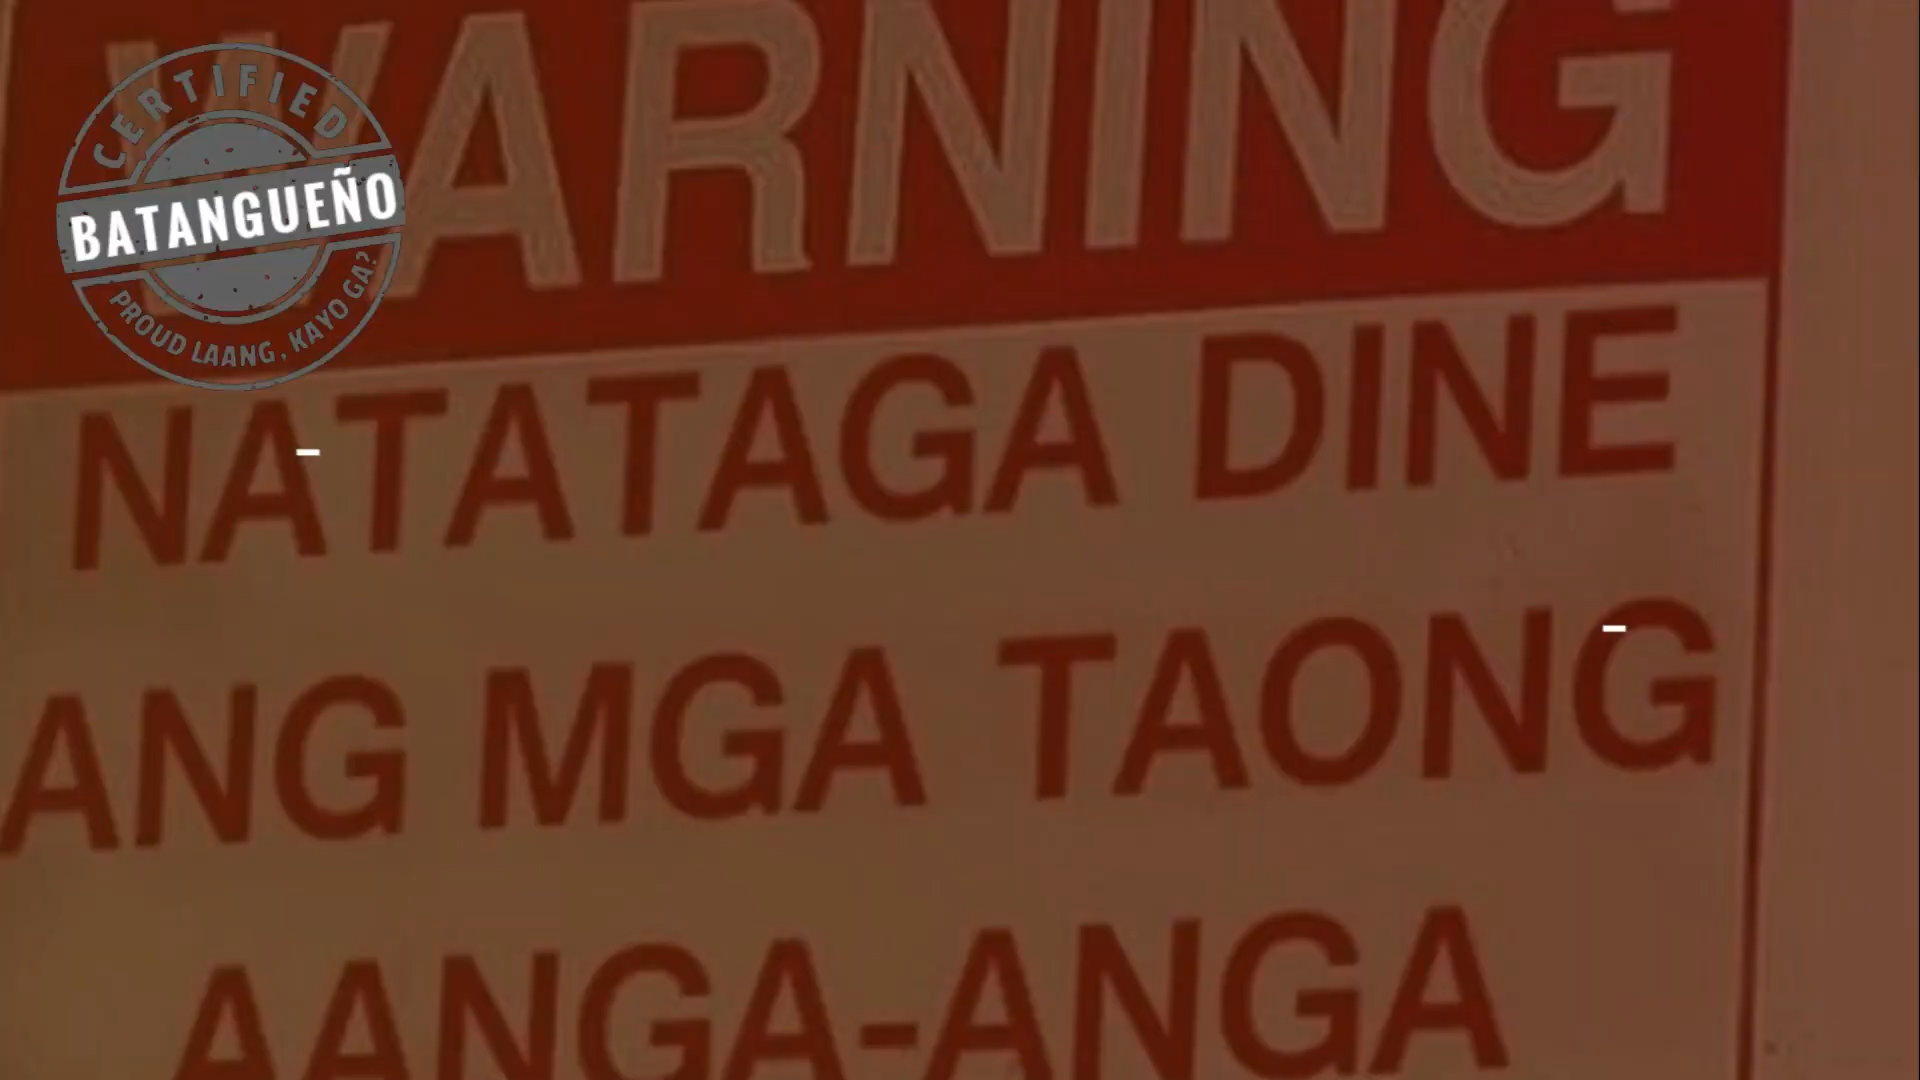 WARNING
CERTIFIED
BATANGUEÑO
PROUD LAANG, KAYO GA?
NATATAGA DINE
ANG MGA TAONG
AANGA-ANGA